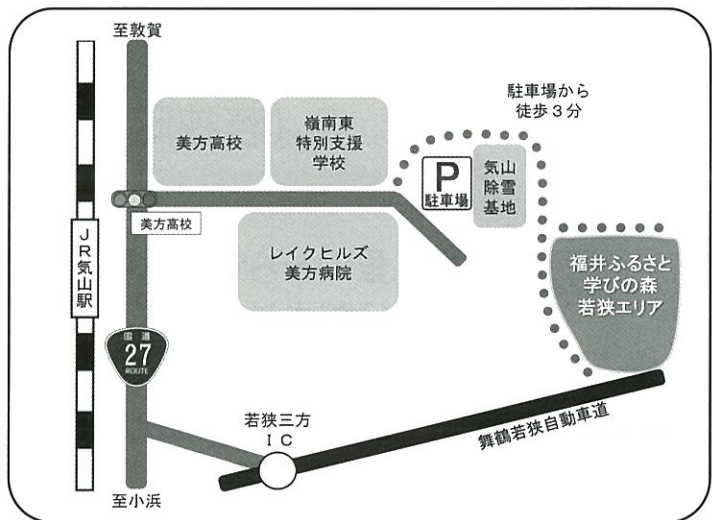 至敦賀
駐車場から
徒歩3分
美方高校
嶺南東
特別支援
学校
P
駐車場
気山
除雪
基地
美方高校
レイクヒルズ
美方病院
JR気山駅
福井ふるさと
学びの森
若狭エリア
国道
27
ROUTE
若狭三方
IC
舞鶴若狭自動車道
至小浜